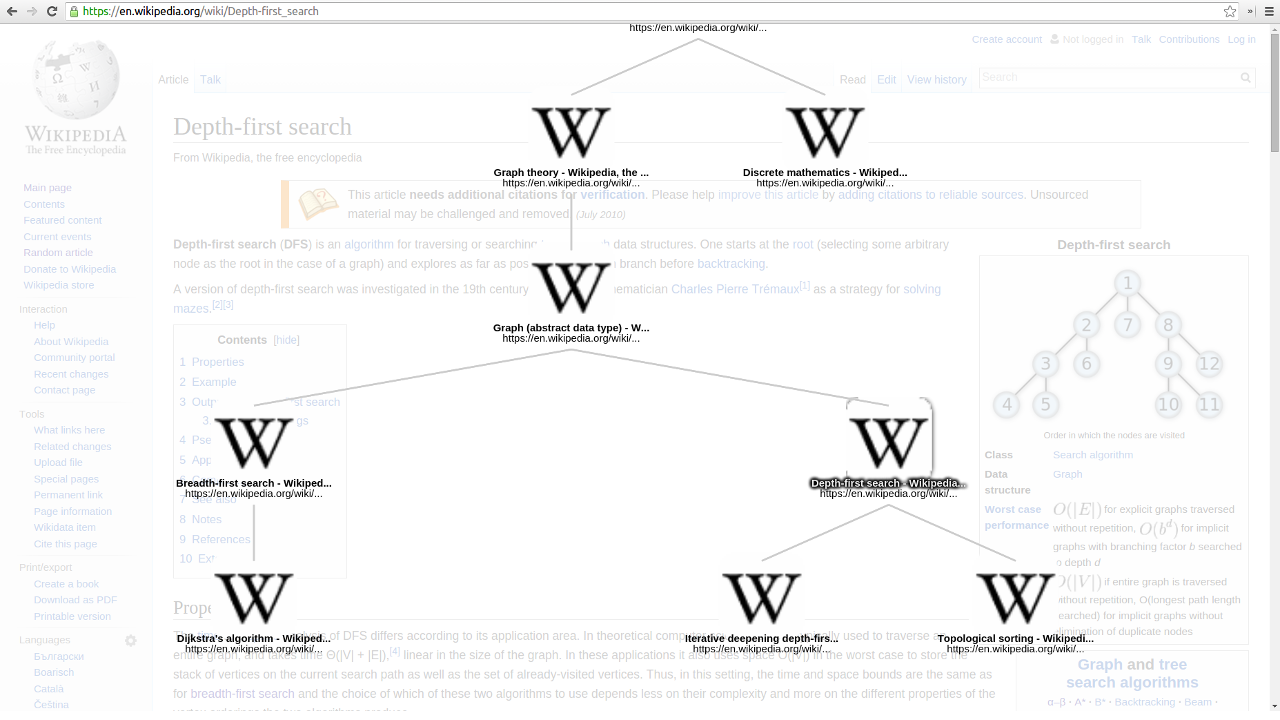 https://en.wikipedia.org/wiki/Depth-first_search
https://en.wikipedia.org/wiki/...
Create account Not logged in Talk Contributions Log in
Article Talk Read Edit View history Search
WIKIPEDIA
The Free Encyclopedia
Depth-first search
From Wikipedia, the free encyclopedia
Graph theory - Wikipedia, the ...
https://en.wikipedia.org/wiki/...
Discrete mathematics - Wikiped...
https://en.wikipedia.org/wiki/...
This article needs additional citations for verification. Please help improve this article by adding citations to reliable sources. Unsourced
material may be challenged and removed. (July 2010)
Main page
Contents
Featured content
Current events
Random article
Donate to Wikipedia
Wikipedia store
Interaction
Help
About Wikipedia
Community portal
Recent changes
Contact page
Tools
What links here
Related changes
Upload file
Special pages
Permanent link
Page information
Wikidata item
Cite this page
Print/export
Create a book
Download as PDF
Printable version
Languages
Български
Boarisch
Català
Čeština
Depth-first search (DFS) is an algorithm for traversing or searching data structures. One starts at the root (selecting some arbitrary
node as the root in the case of a graph) and explores as far as branch before backtracking.
A version of depth-first search was investigated in the 19th century Charles Pierre Trémaux[1] as a strategy for solving
mazes.[2][3]
Graph (abstract data type) - W...
https://en.wikipedia.org/wiki/...
Contents [hide]
1 Properties
2 Example
3 st search
3. gs
4
5
8 Notes
9 References
10
Breadth-first search - Wikiped...
https://en.wikipedia.org/wiki/...
Depth-first search - Wikipedia...
https://en.wikipedia.org/wiki/...
Dijkstra's algorithm - Wikiped...
https://en.wikipedia.org/wiki/...
Iterative deepening depth-firs...
https://en.wikipedia.org/wiki/...
Topological sorting - Wikipedi...
https://en.wikipedia.org/wiki/...
of DFS differs according to its application area. In theoretical used to traverse
entire graph, and takes time Θ(|V| + |E|),[4] linear in the size of the graph. In these applications it also uses space O(|V|) in the worst case to store the
stack of vertices on the current search path as well as the set of already-visited vertices. Thus, in this setting, the time and space bounds are the same as
for breadth-first search and the choice of which of these two algorithms to use depends less on their complexity and more on the different properties of the
Depth-first search
1
2 7 8
3 6 9 12
4 5 10 11
Order in which the nodes are visited
Class Search algorithm
Data structure Graph
Worst case performance O(|E|) for explicit graphs traversed
without repetition, O(b^d) for implicit
graphs with branching factor b searched
to depth d
O(|V|) if entire graph is traversed
without repetition, O(longest path length
searched) for implicit graphs without
elimination of duplicate nodes
Graph and tree
search algorithms
α–β · A* · B* · Backtracking · Beam ·